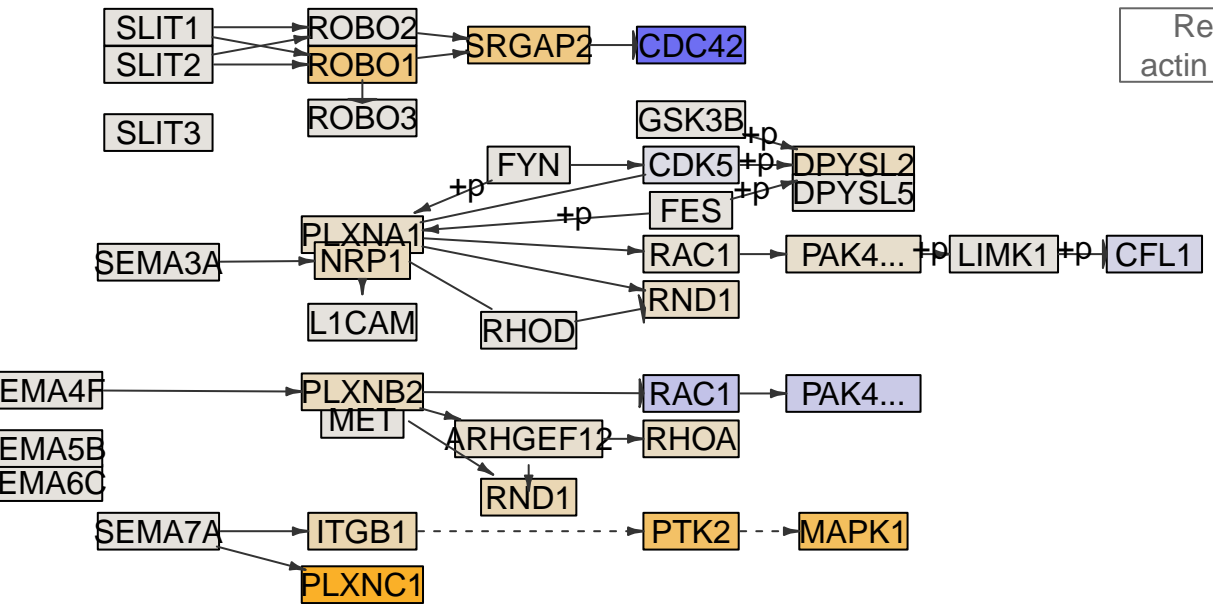 SLIT1
ROBO2
Re
SLIT2
ROBO1
SRGAP2
CDC42
actin
SLIT3
ROBO3
GSK3B
+p
FYN
CDK5
+p
DPYSL2
+p
+p
DPYSL5
FES
+p
PLXNA1
SEMA3A
NRP1
RAC1
PAK4...
+p
LIMK1
+p
CFL1
RND1
L1CAM
RHOD
EMA4F
PLXNB2
RAC1
PAK4...
MET
EMA5B
ARHGEF12
RHOA
EMA6C
RND1
SEMA7A
ITGB1
PTK2
MAPK1
PLXNC1